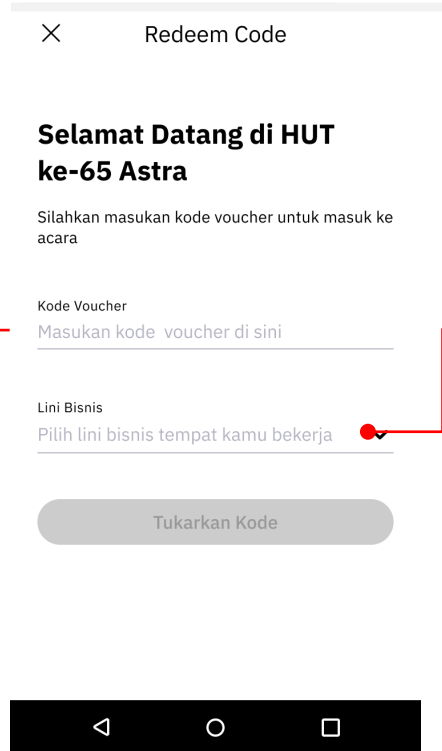 Redeem Code
Selamat Datang di HUT
ke-65 Astra
Silahkan masukan kode voucher untuk masuk ke
acara
Kode Voucher
Masukan kode voucher di sini
Lini Bisnis
Pilih lini bisnis tempat kamu bekerja
Tukarkan Kode